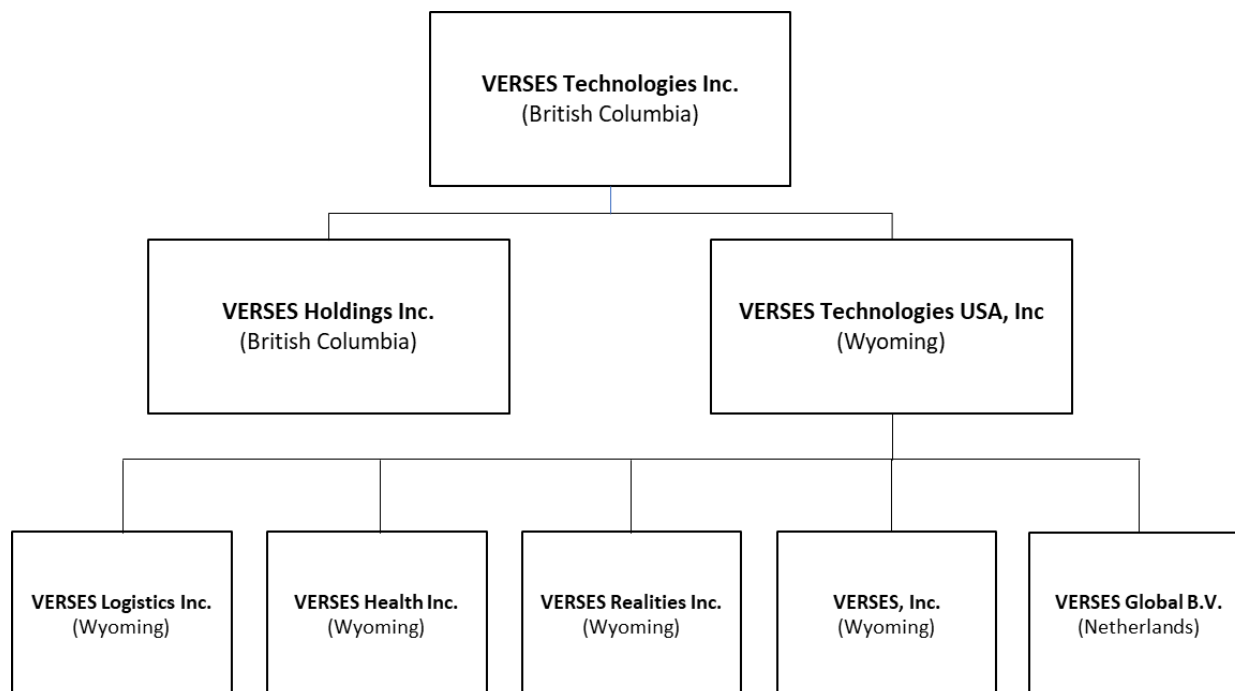 VERSES Technologies Inc.
(British Columbia)
VERSES Holdings Inc.
(British Columbia)
VERSES Technologies USA, Inc
(Wyoming)
VERSES Logistics Inc.
(Wyoming)
VERSES Health Inc.
(Wyoming)
VERSES Realities Inc.
(Wyoming)
VERSES, Inc.
(Wyoming)
VERSES Global B.V.
(Netherlands)